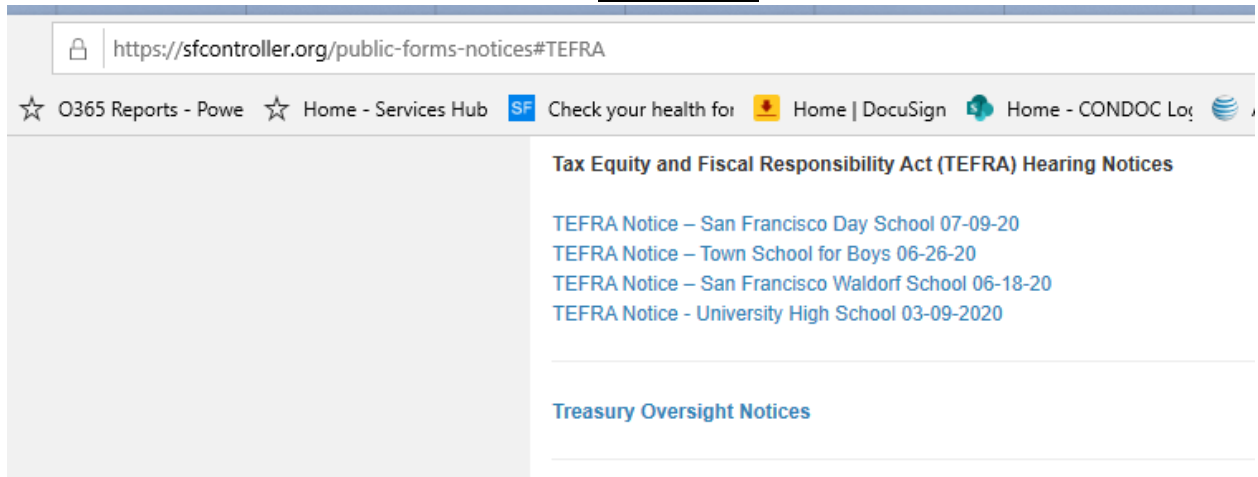 https://sfcontroller.org/public-forms-notices#TEFRA
O365 Reports - Powe Home - Services Hub SF Check your health for Home | DocuSign Home - CONDOC Log
Tax Equity and Fiscal Responsibility Act (TEFRA) Hearing Notices
TEFRA Notice – San Francisco Day School 07-09-20
TEFRA Notice – Town School for Boys 06-26-20
TEFRA Notice – San Francisco Waldorf School 06-18-20
TEFRA Notice - University High School 03-09-2020
Treasury Oversight Notices